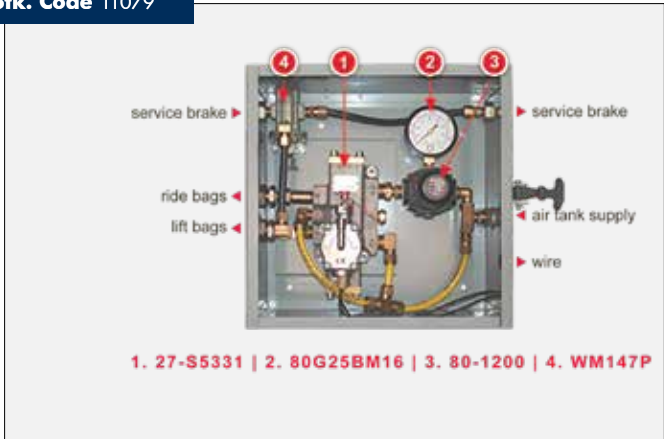 Code 11079
4 1 2 3
service brake service brake
ride bags
air tank supply
lift bags
wire
1. 27-S5331 | 2. 80G25BM16 | 3. 80-1200 | 4. WM147P